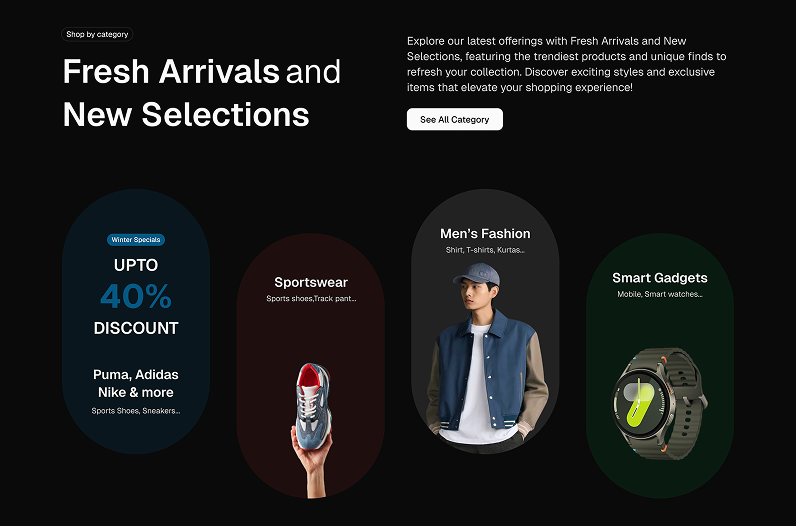 Shop by category
Fresh Arrivals and
New Selections
Explore our latest offerings with Fresh Arrivals and New
Selections, featuring the trendiest products and unique finds to
refresh your collection. Discover exciting styles and exclusive
items that elevate your shopping experience!
See All Category
Winter Specials
UPTO
40%
DISCOUNT
Puma, Adidas
Nike & more
Sports Shoes, Sneakers...
Sportswear
Sports shoes,Track pant...
Men’s Fashion
Shirt, T-shirts, Kurtas...
Smart Gadgets
Mobile, Smart watches...